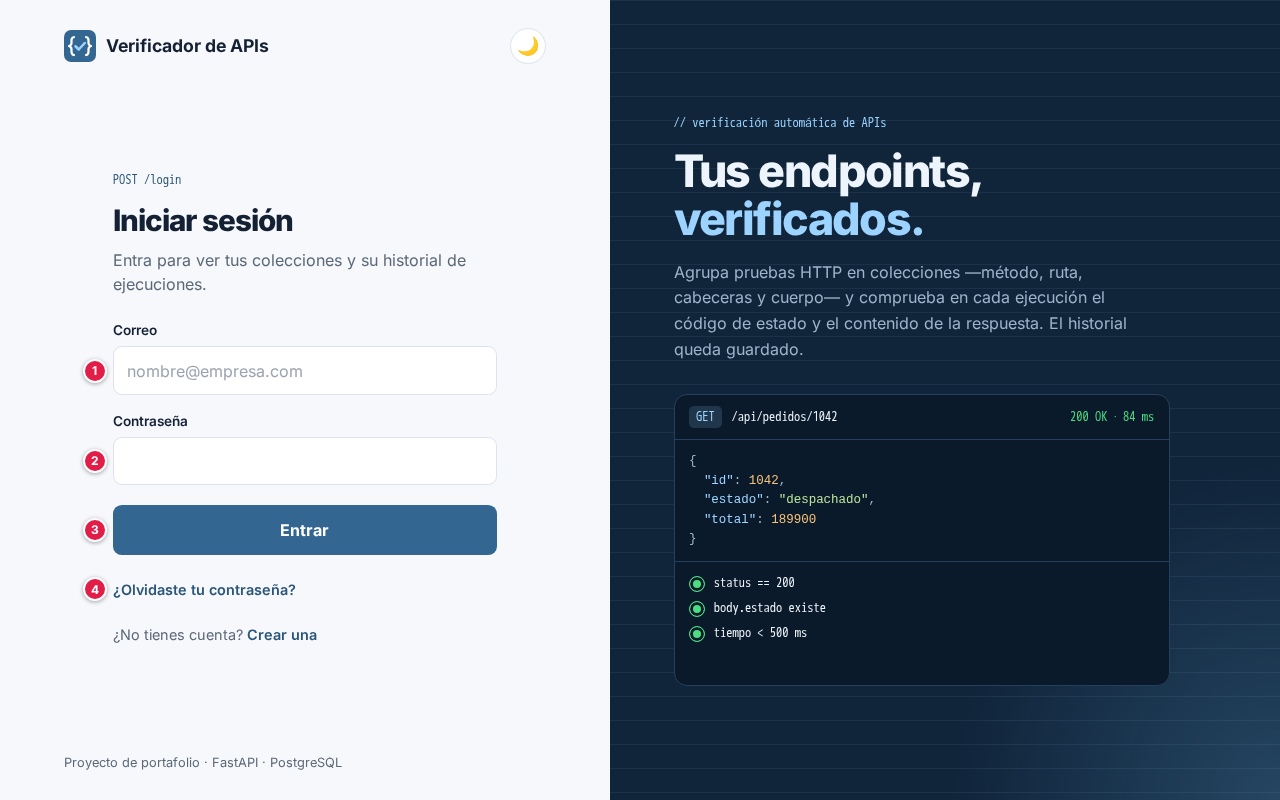 Verificador de APIs
POST /login
Iniciar sesión
Entra para ver tus colecciones y su historial de
ejecuciones.
Correo
1
nombre@empresa.com
Contraseña
2
3
Entrar
4
¿Olvidaste tu contraseña?
¿No tienes cuenta? Crear una
Proyecto de portafolio · FastAPI · PostgreSQL
// verificación automática de APIs
Tus endpoints,
verificados.
Agrupa pruebas HTTP en colecciones —método, ruta,
cabeceras y cuerpo— y comprueba en cada ejecución el
código de estado y el contenido de la respuesta. El historial
queda guardado.
GET /api/pedidos/1042 200 OK · 84 ms
{
"id": 1042,
"estado": "despachado",
"total": 189900
}
status == 200
body.estado existe
tiempo < 500 ms